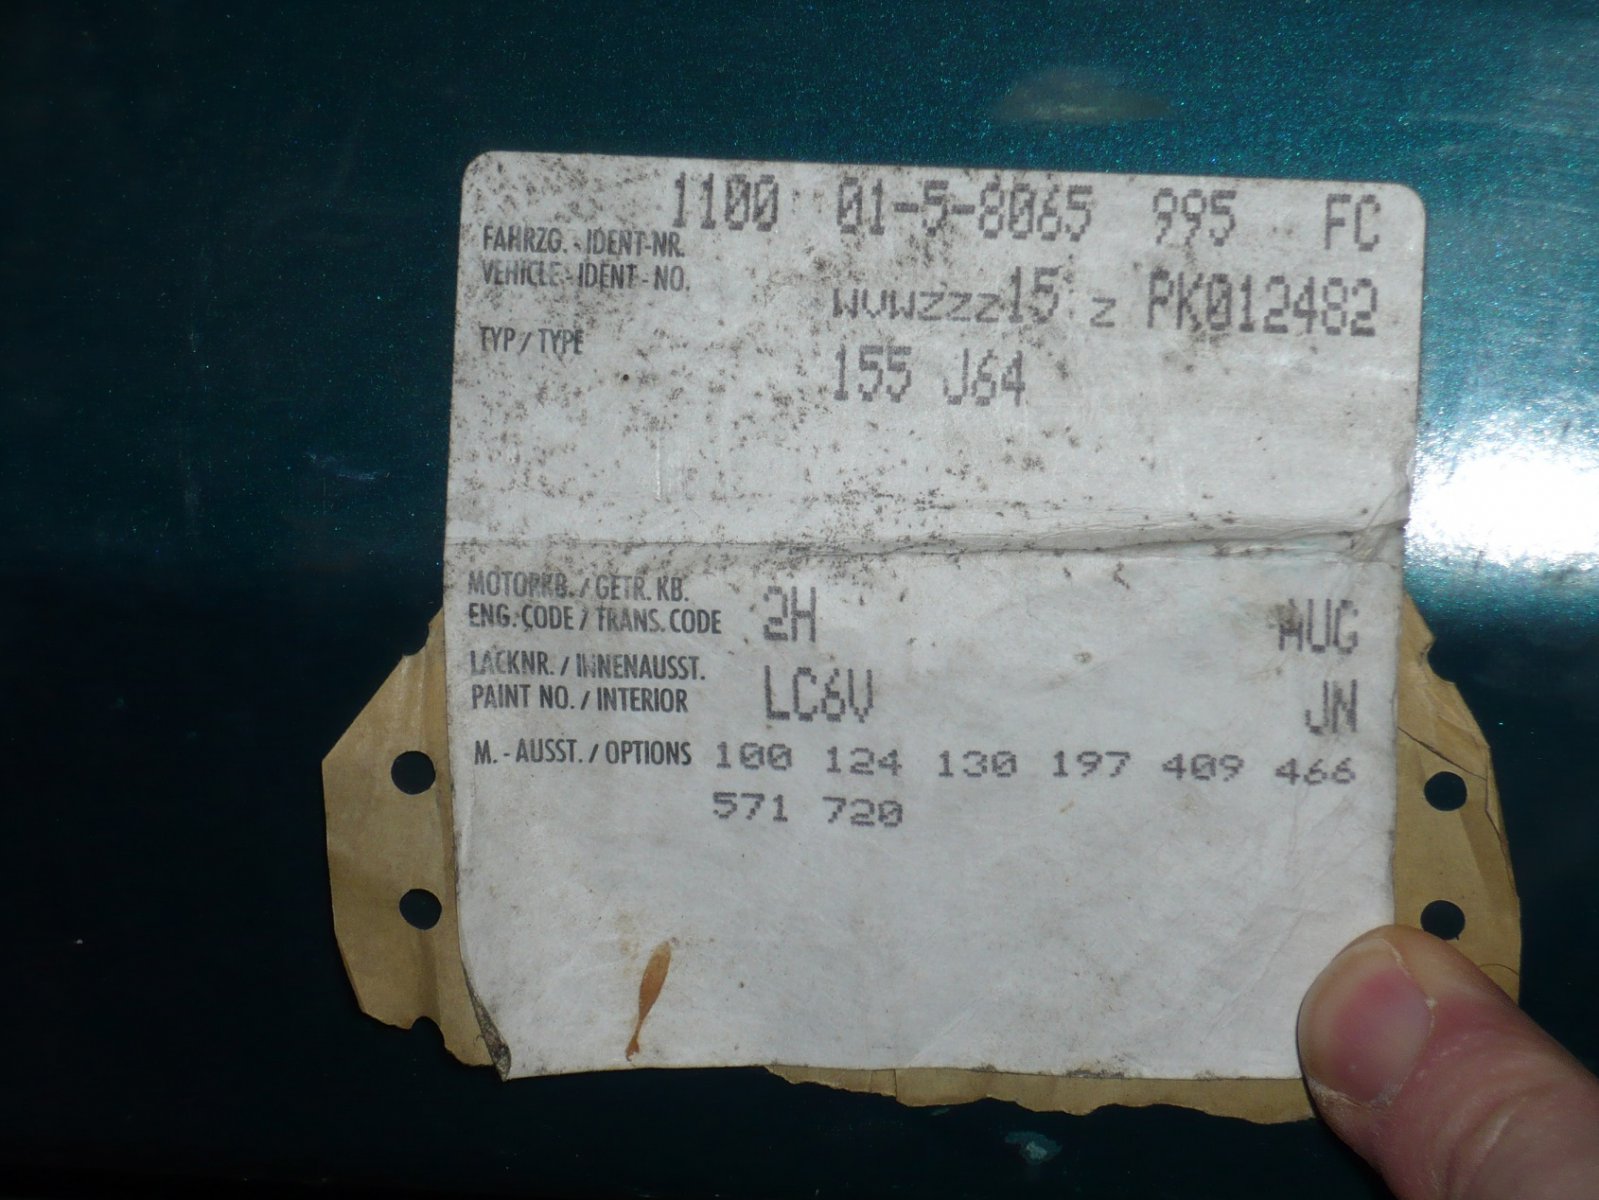 1100 01-5-8065 995 FC
FAHRZG. - IDENT-NR.
VEHICLE - IDENT - NO.
WVWZZZ15 Z PK012482
TYP / TYPE
155 J64
MOTORKB. / GETR. KB.
ENG. CODE / TRANS. CODE 2H AUG
LACKNR. / INNENAUSST.
PAINT NO. / INTERIOR LC6V JN
M. - AUSST. / OPTIONS 100 124 130 197 409 466
571 720